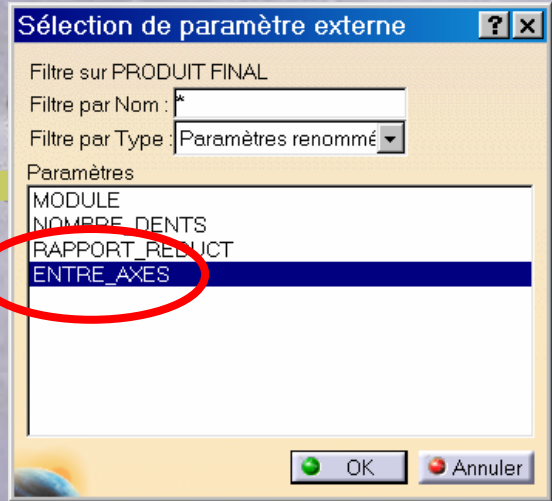 Sélection de paramètre externe
Filtre sur PRODUIT FINAL
Filtre par Nom : *
Filtre par Type : Paramètres renommé
Paramètres
MODULE
NOMBRE_DENTS
RAPPORT_REDUCT
ENTRE_AXES
OK Annuler